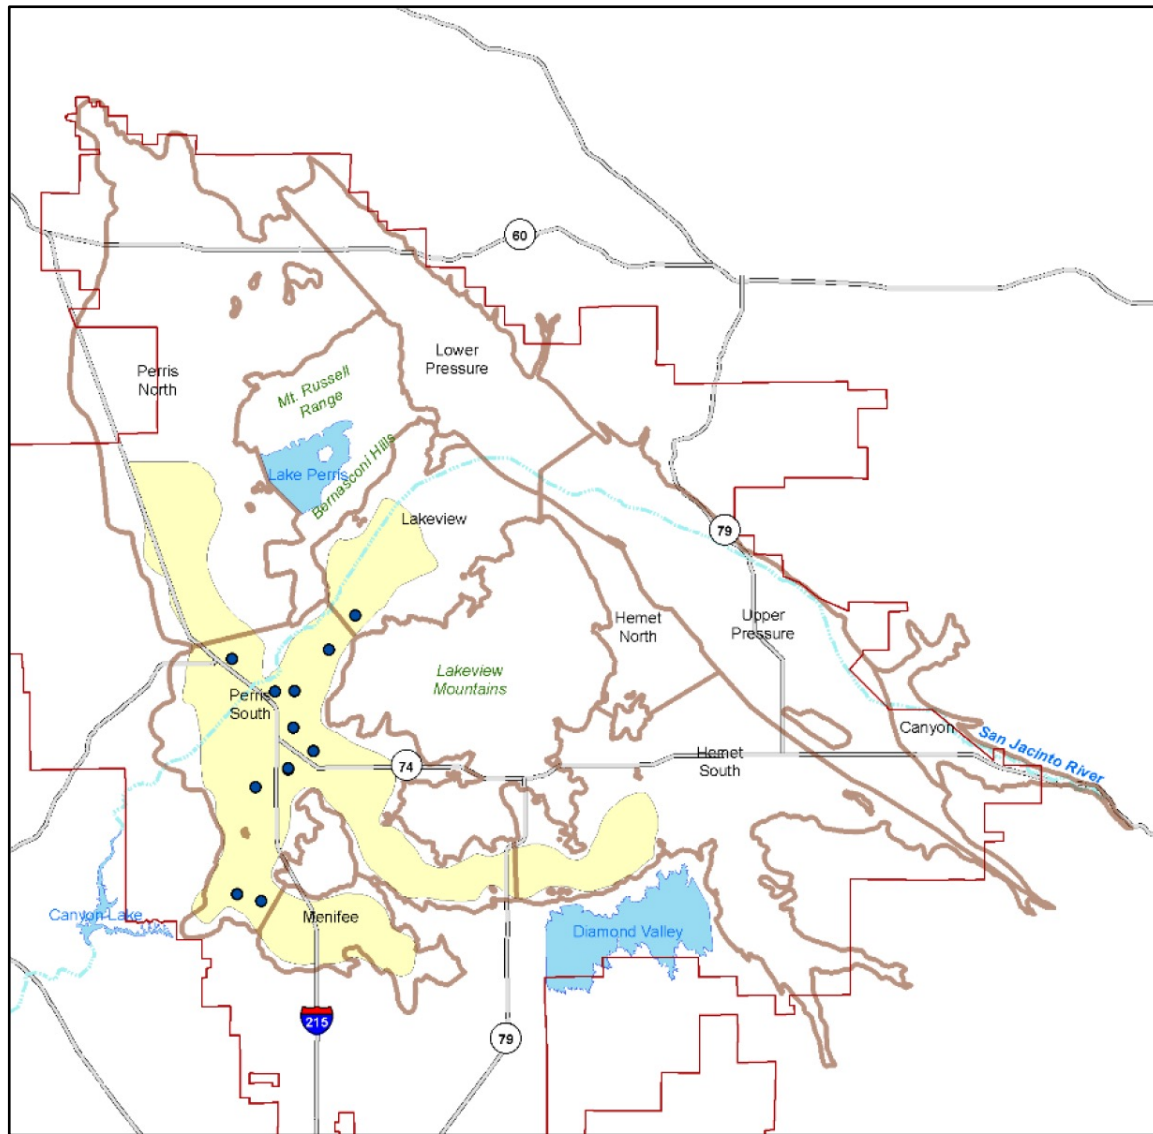 60
Lower
Pressure
Perris
North
Mt. Russell
Range
Lake Perris
Bernasconi Hills
Lakeview
79
Hemet
North
Upper
Pressure
Lakeview
Mountains
Perris
South
Canyon
San Jacinto River
74
Hemet
South
Canyon Lake
Menifee
Diamond Valley
215
79